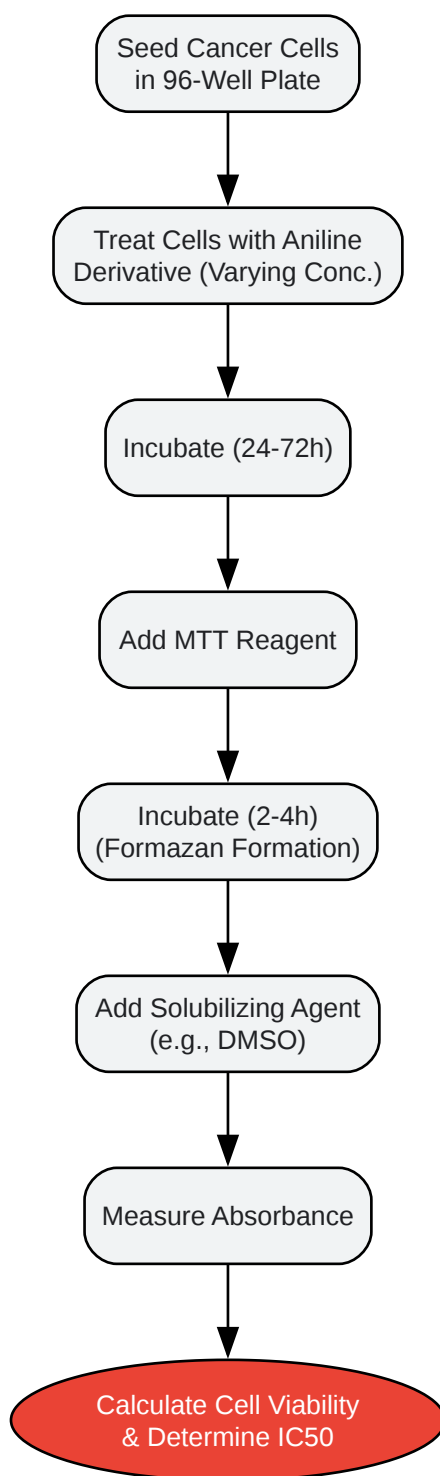 Seed Cancer Cells
in 96-Well Plate
Treat Cells with Aniline
Derivative (Varying Conc.)
Incubate (24-72h)
Add MTT Reagent
Incubate (2-4h)
(Formazan Formation)
Add Solubilizing Agent
(e.g., DMSO)
Measure Absorbance
Calculate Cell Viability
& Determine IC50